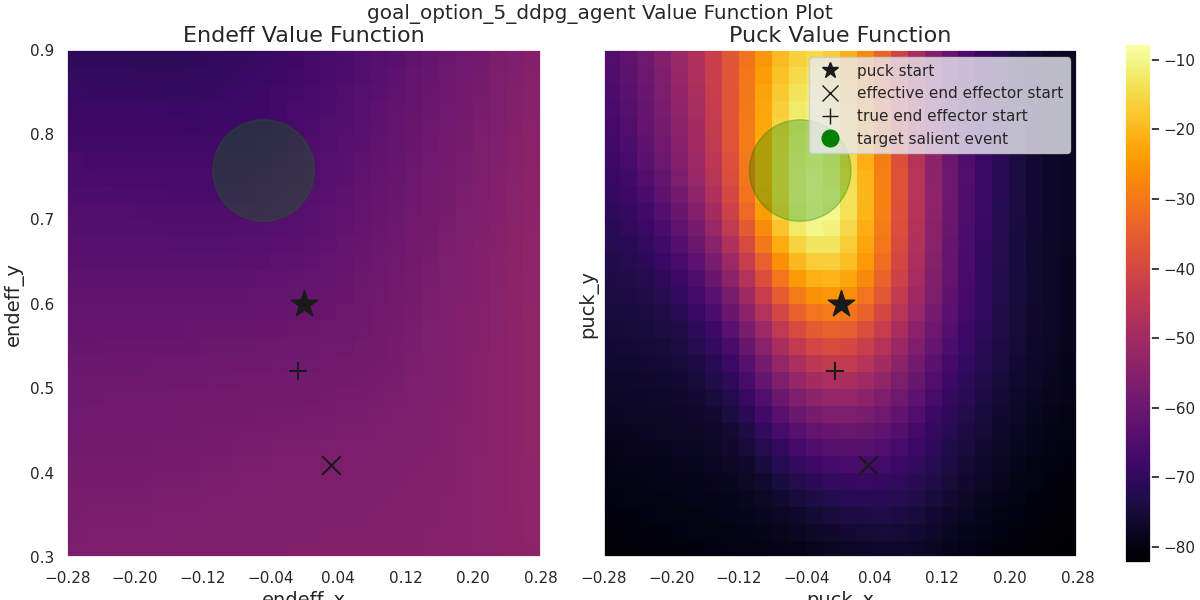 goal_option_5_ddpg_agent Value Function Plot
Endeff Value Function
Puck Value Function
0.9
0.8
0.7
0.6
0.5
0.4
0.3
endeff_y
−0.28 −0.20 −0.12 −0.04 0.04 0.12 0.20 0.28
endeff_x
puck_y
puck start
effective end effector start
true end effector start
target salient event
−0.28 −0.20 −0.12 −0.04 0.04 0.12 0.20 0.28
puck_x
−10
−20
−30
−40
−50
−60
−70
−80